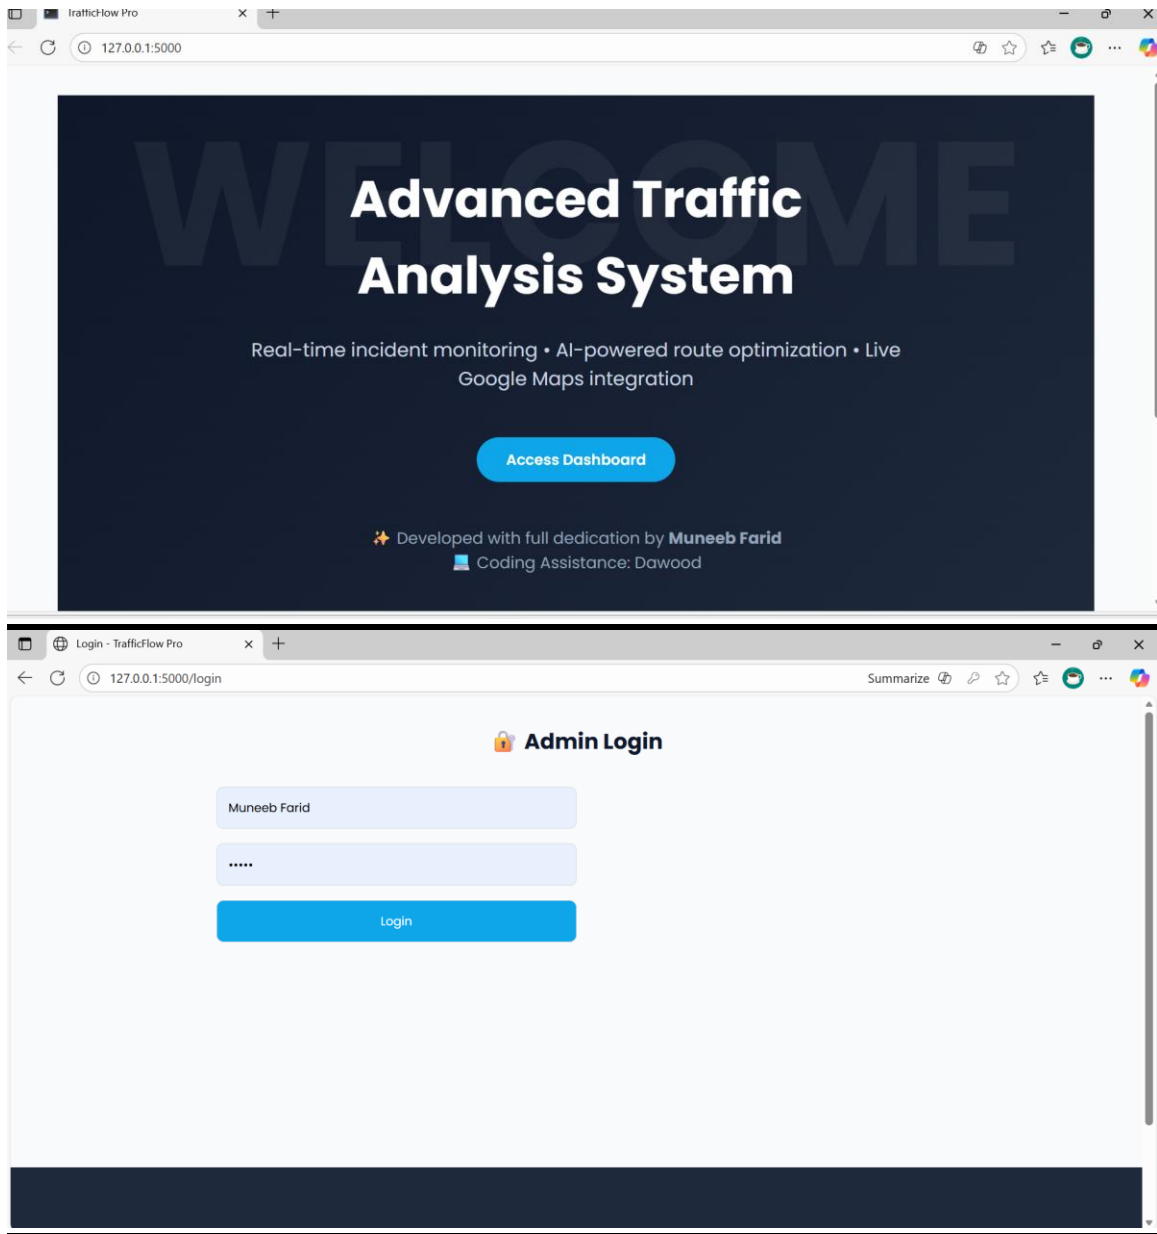 TrafficFlow Pro
127.0.0.1:5000
WELCOME
Advanced Traffic
Analysis System
Real-time incident monitoring • AI-powered route optimization • Live
Google Maps integration
Access Dashboard
✨ Developed with full dedication by Muneeb Farid
💻 Coding Assistance: Dawood
Login - TrafficFlow Pro
127.0.0.1:5000/login
Summarize
🔐 Admin Login
Muneeb Farid
•••••
Login